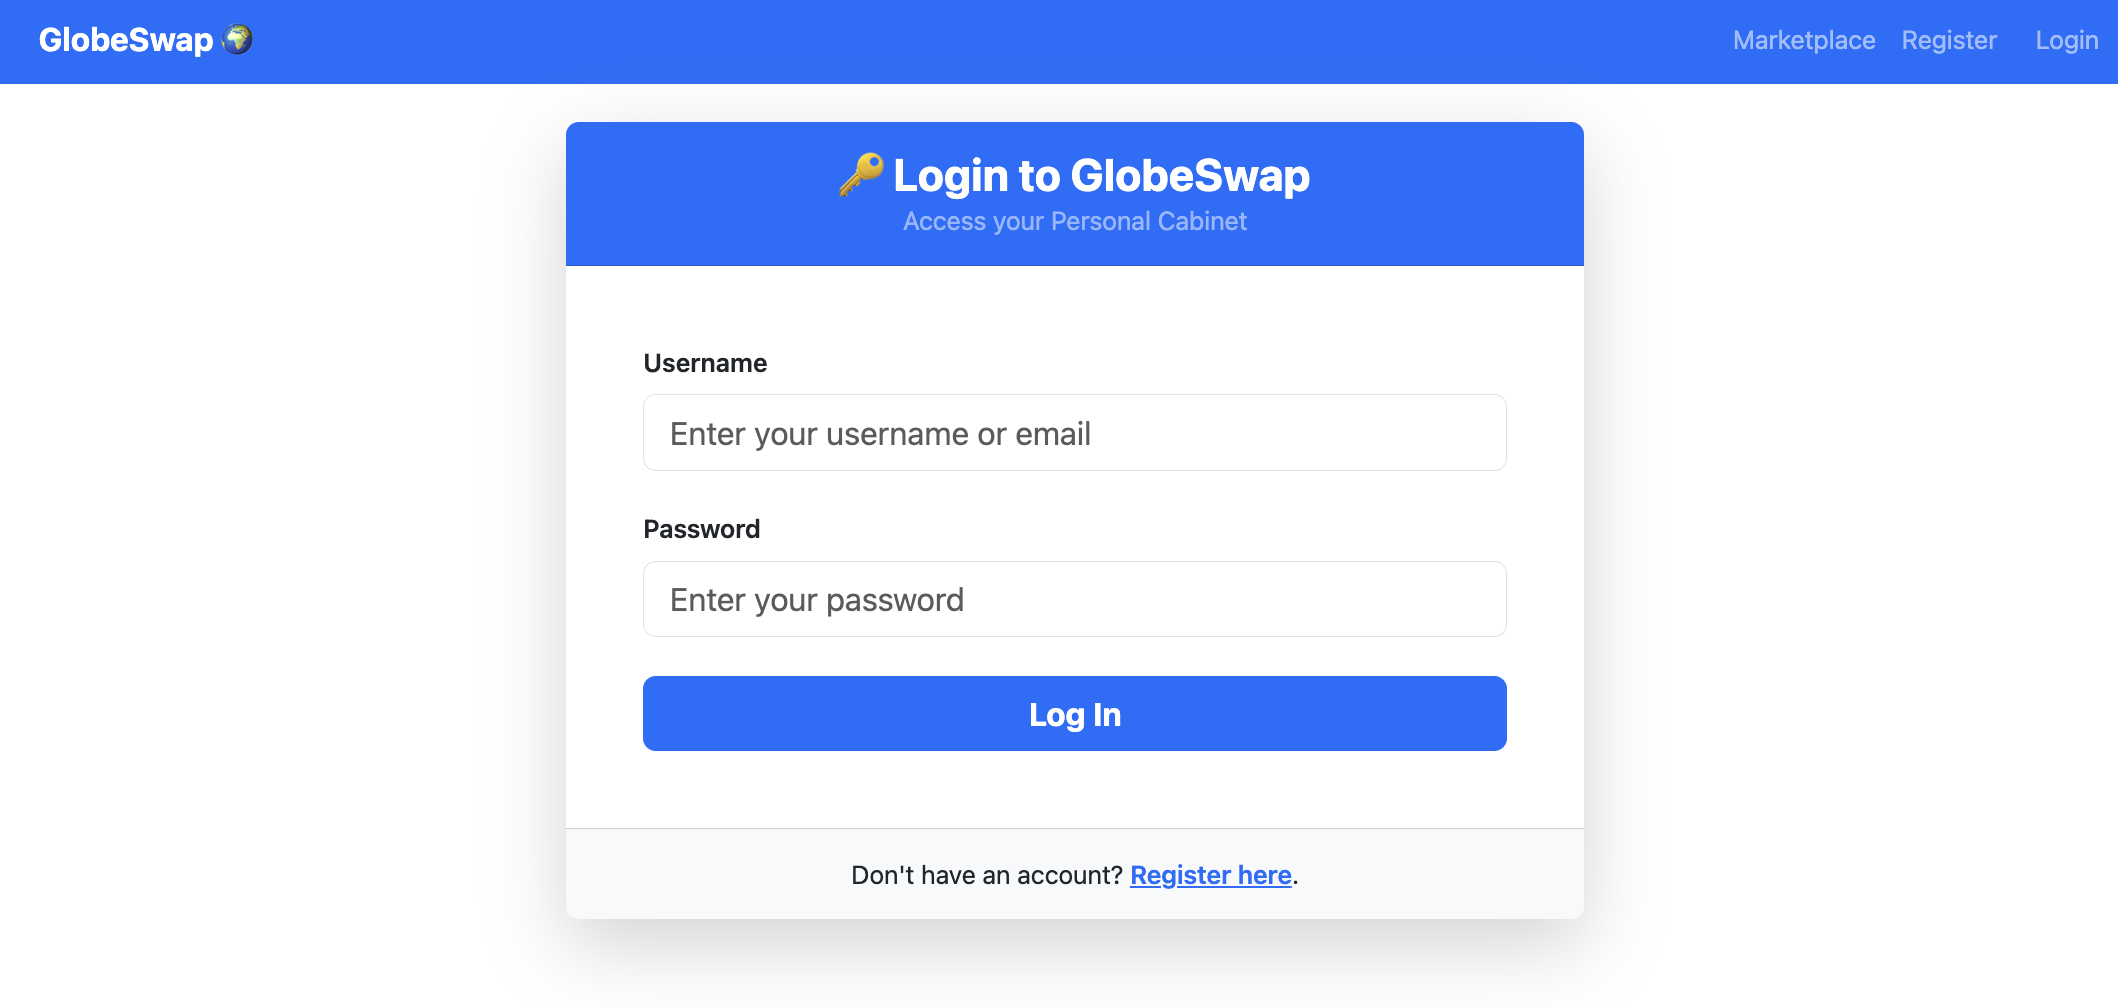 GlobeSwap 🌍
Marketplace Register Login
🔑 Login to GlobeSwap
Access your Personal Cabinet
Username
Enter your username or email
Password
Enter your password
Log In
Don't have an account? Register here.